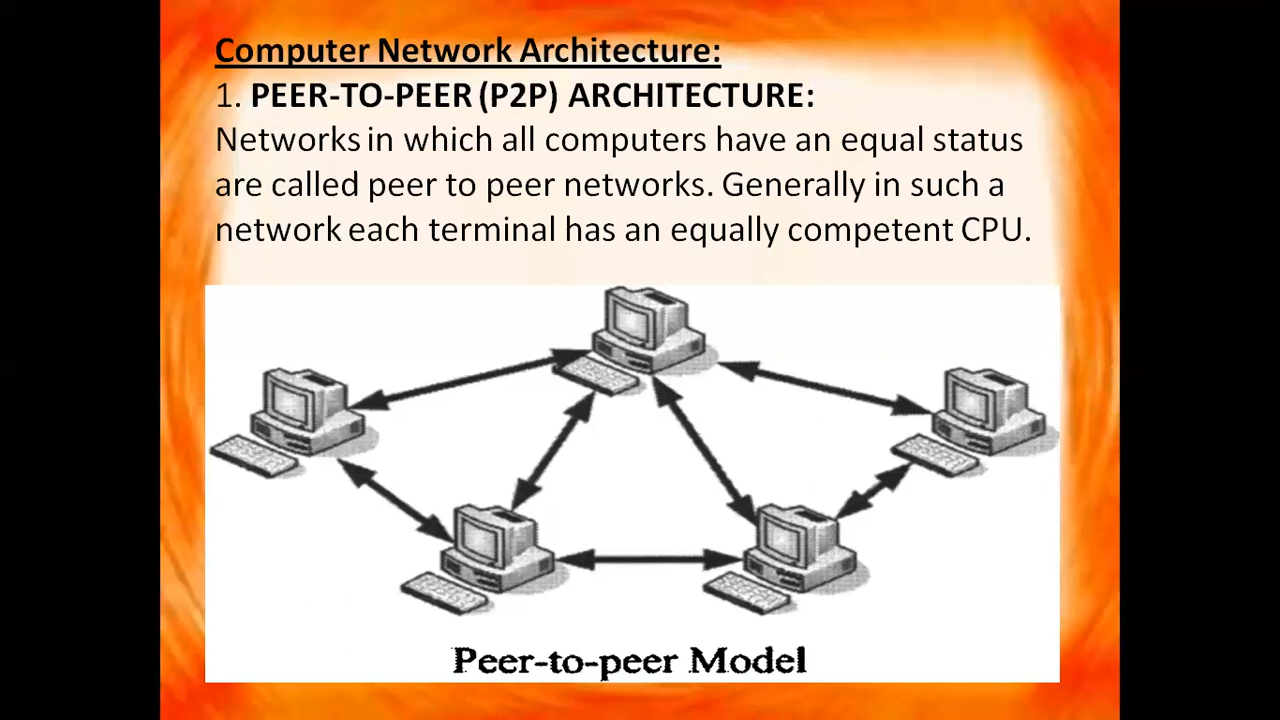 Computer Network Architecture:
1. PEER-TO-PEER (P2P) ARCHITECTURE:
Networks in which all computers have an equal status
are called peer to peer networks. Generally in such a
network each terminal has an equally competent CPU.
Peer-to-peer Model